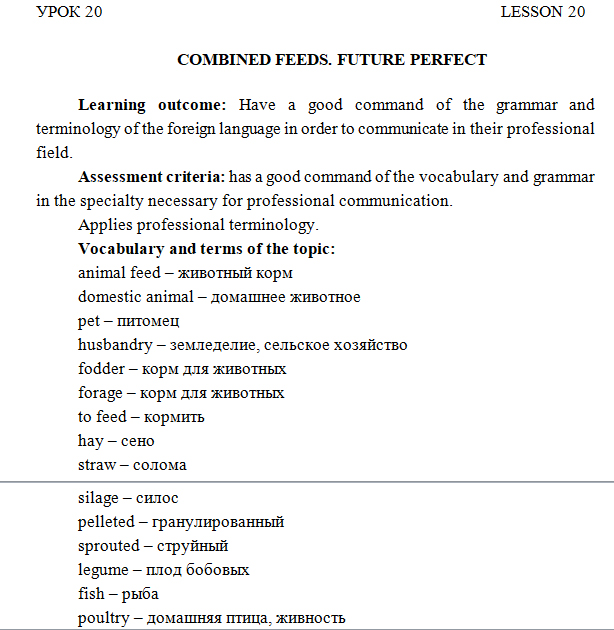 УРОК 20 LESSON 20
COMBINED FEEDS. FUTURE PERFECT
Learning outcome: Have a good command of the grammar and
terminology of the foreign language in order to communicate in their professional
field.
Assessment criteria: has a good command of the vocabulary and grammar
in the specialty necessary for professional communication.
Applies professional terminology.
Vocabulary and terms of the topic:
animal feed – животный корм
domestic animal – домашнее животное
pet – питомец
husbandry – земледелие, сельское хозяйство
fodder – корм для животных
forage – корм для животных
to feed – кормить
hay – сено
straw – солома
silage – силос
pelleted – гранулированный
sprouted – струйный
legume – плод бобовых
fish – рыба
poultry – домашняя птица, живность